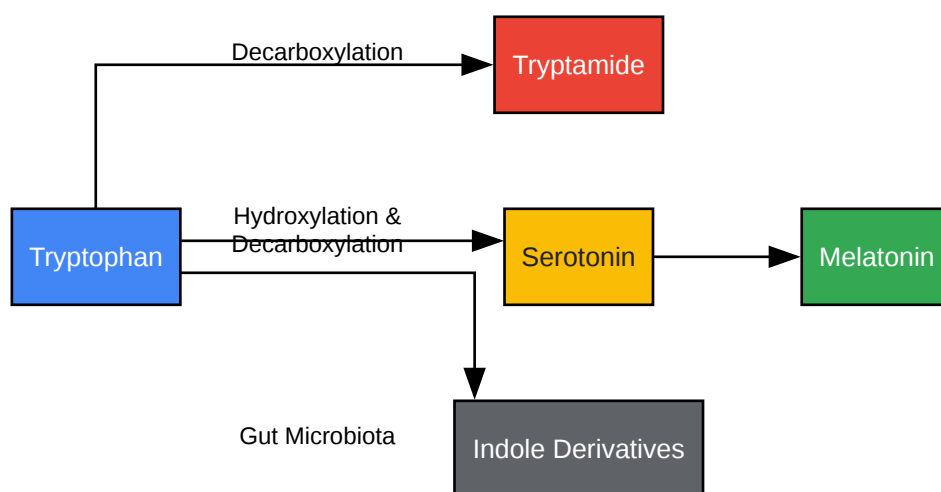 Decarboxylation
Tryptamide
Hydroxylation &
Decarboxylation
Tryptophan
Serotonin
Melatonin
Gut Microbiota
Indole Derivatives